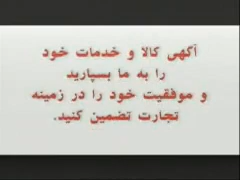 آگهی کالا و خدمات خود
را به ما بسپارید
و موفقیت خود را در زمینه
تجارت تضمین کنید.